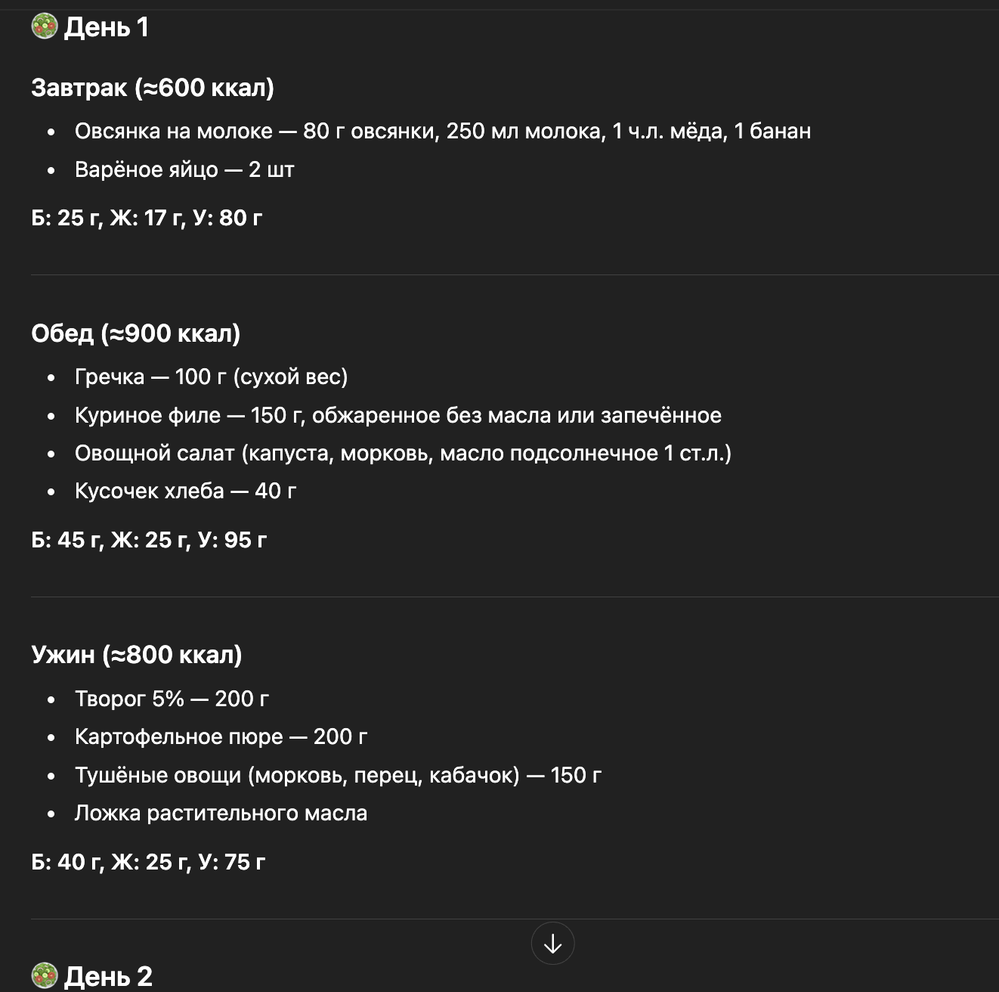 День 1
Завтрак (≈600 ккал)
Овсянка на молоке — 80 г овсянки, 250 мл молока, 1 ч.л. мёда, 1 банан
Варёное яйцо — 2 шт
Б: 25 г, Ж: 17 г, У: 80 г
Обед (≈900 ккал)
Гречка — 100 г (сухой вес)
Куриное филе — 150 г, обжаренное без масла или запечённое
Овощной салат (капуста, морковь, масло подсолнечное 1 ст.л.)
Кусочек хлеба — 40 г
Б: 45 г, Ж: 25 г, У: 95 г
Ужин (≈800 ккал)
Творог 5% — 200 г
Картофельное пюре — 200 г
Тушёные овощи (морковь, перец, кабачок) — 150 г
Ложка растительного масла
Б: 40 г, Ж: 25 г, У: 75 г
День 2